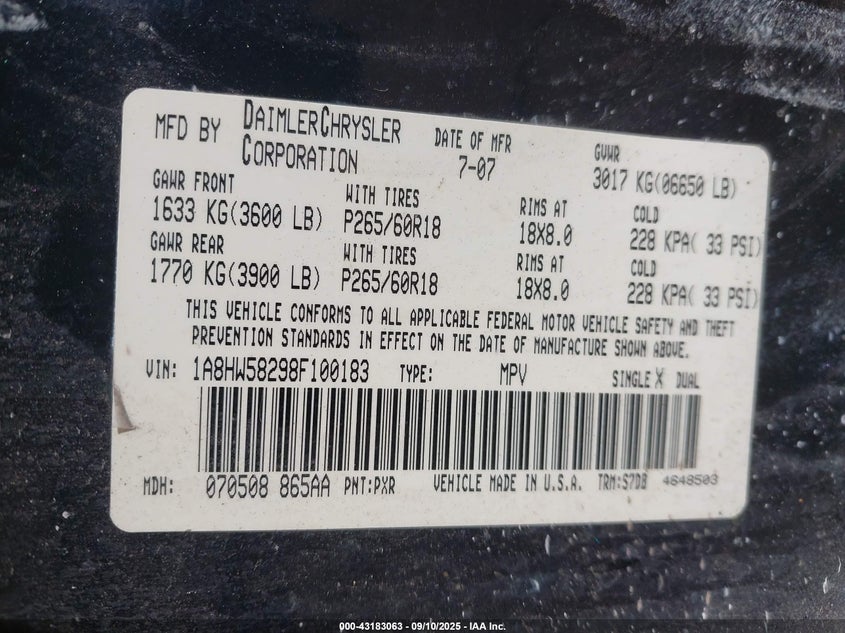 MFD BY DAIMLERCHRYSLER CORPORATION DATE OF MFR 7-07 GVWR 3017 KG(06650 LB)
GAWR FRONT WITH TIRES RIMS AT COLD
1633 KG(3600 LB) P265/60R18 18X8.0 228 KPA( 33 PSI)
GAWR REAR WITH TIRES RIMS AT COLD
1770 KG(3900 LB) P265/60R18 18X8.0 228 KPA( 33 PSI)
THIS VEHICLE CONFORMS TO ALL APPLICABLE FEDERAL MOTOR VEHICLE SAFETY AND THEFT
PREVENTION STANDARDS IN EFFECT ON THE DATE OF MANUFACTURE SHOWN ABOVE.
VIN: 1A8HW58298F100183 TYPE: MPV SINGLE X DUAL
MDH: 070508 865AA PNT:PXR VEHICLE MADE IN U.S.A. TRM:S7DB 4648503
000-43183063 - 09/10/2025 - IAA Inc.